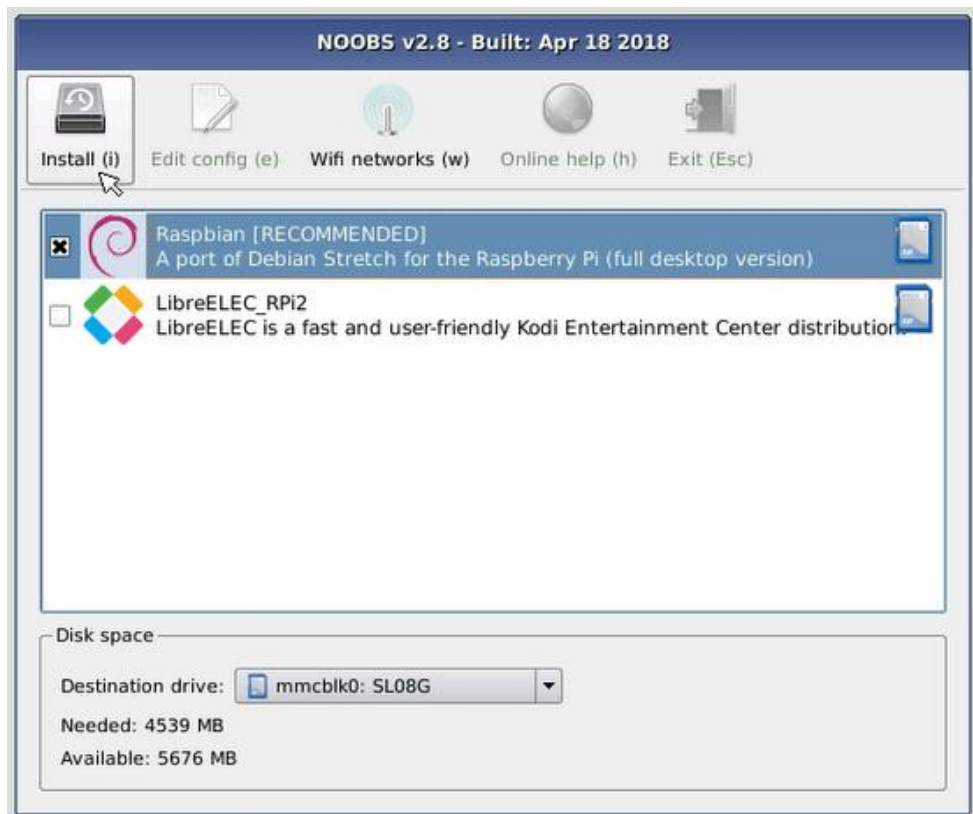 NOOBS v2.8 - Built: Apr 18 2018
Install (i) Edit config (e) Wifi networks (w) Online help (h) Exit (Esc)
Raspbian [RECOMMENDED]
A port of Debian Stretch for the Raspberry Pi (full desktop version)
LibreELEC_RPi2
LibreELEC is a fast and user-friendly Kodi Entertainment Center distribution.
Disk space
Destination drive: mmcblk0: SL08G
Needed: 4539 MB
Available: 5676 MB